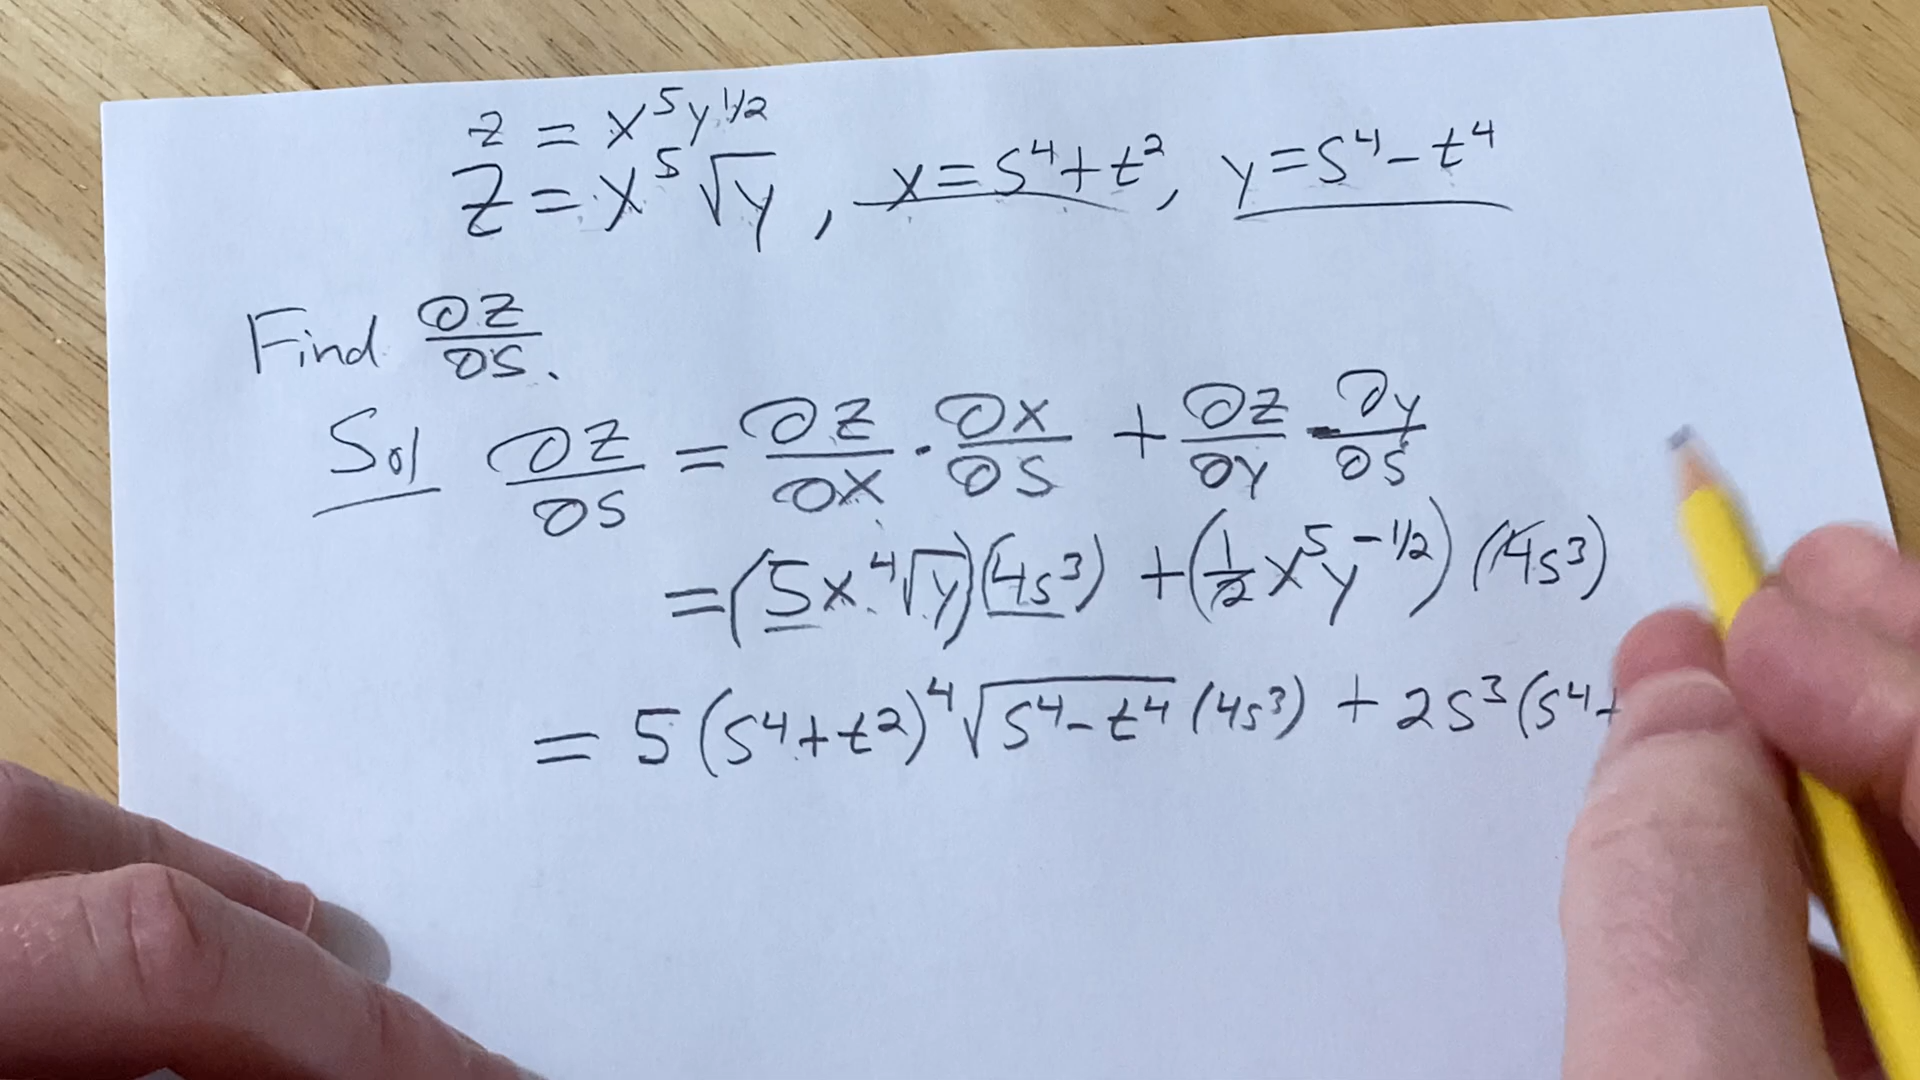 z = x^5 y^1/2
z = x^5 √y , x = s^4 + t^2 , y = s^4 - t^4
Find ∂z/∂s .
Sol ∂z/∂s = ∂z/∂x · ∂x/∂s + ∂z/∂y · ∂y/∂s
= (5x^4 √y)(4s^3) + (1/2 x^5 y^-1/2)(4s^3)
= 5(s^4 + t^2)^4 √(s^4 - t^4) (4s^3) + 2s^3 (s^4 +